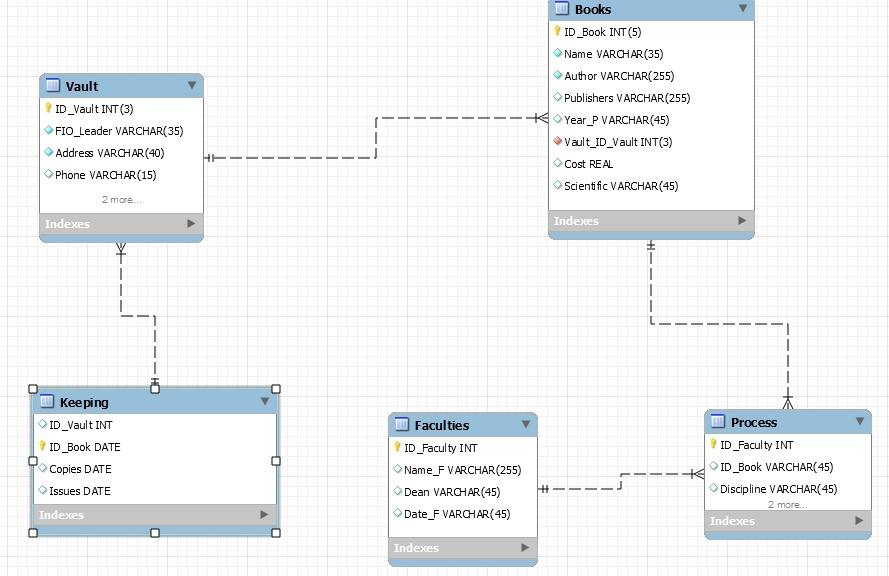 Books
ID_Book INT(5)
Name VARCHAR(35)
Author VARCHAR(255)
Publishers VARCHAR(255)
Year_P VARCHAR(45)
Vault_ID_Vault INT(3)
Cost REAL
Scientific VARCHAR(45)
Indexes
Vault
ID_Vault INT(3)
FIO_Leader VARCHAR(35)
Address VARCHAR(40)
Phone VARCHAR(15)
2 more...
Indexes
Keeping
ID_Vault INT
ID_Book DATE
Copies DATE
Issues DATE
Indexes
Faculties
ID_Faculty INT
Name_F VARCHAR(255)
Dean VARCHAR(45)
Date_F VARCHAR(45)
Indexes
Process
ID_Faculty INT
ID_Book VARCHAR(45)
Discipline VARCHAR(45)
2 more...
Indexes